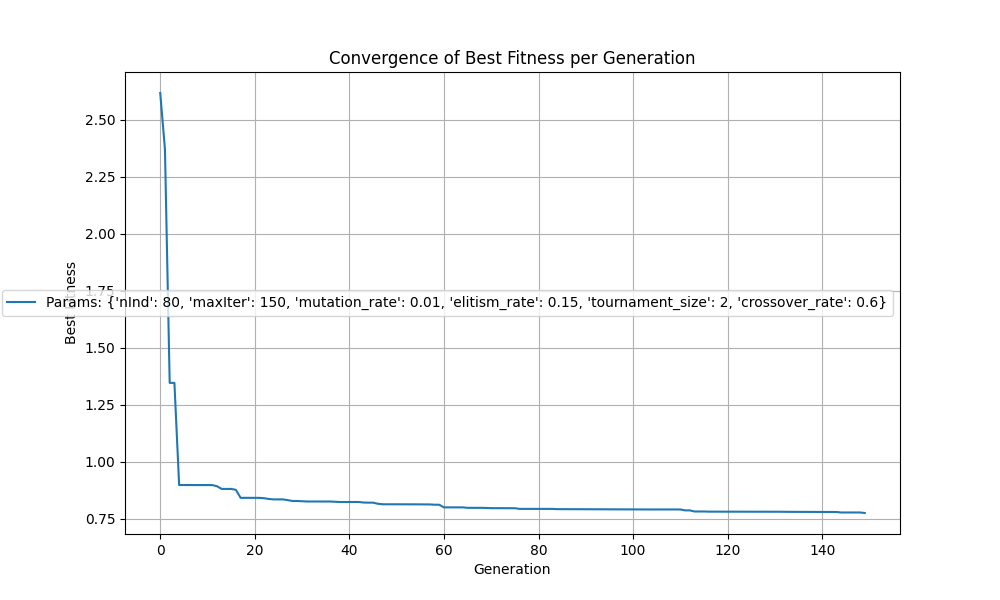 Convergence of Best Fitness per Generation
2.50
2.25
2.00
1.75
Params: {'nInd': 80, 'maxIter': 150, 'mutation_rate': 0.01, 'elitism_rate': 0.15, 'tournament_size': 2, 'crossover_rate': 0.6}
Best Fitness
1.50
1.25
1.00
0.75
0 20 40 60 80 100 120 140
Generation